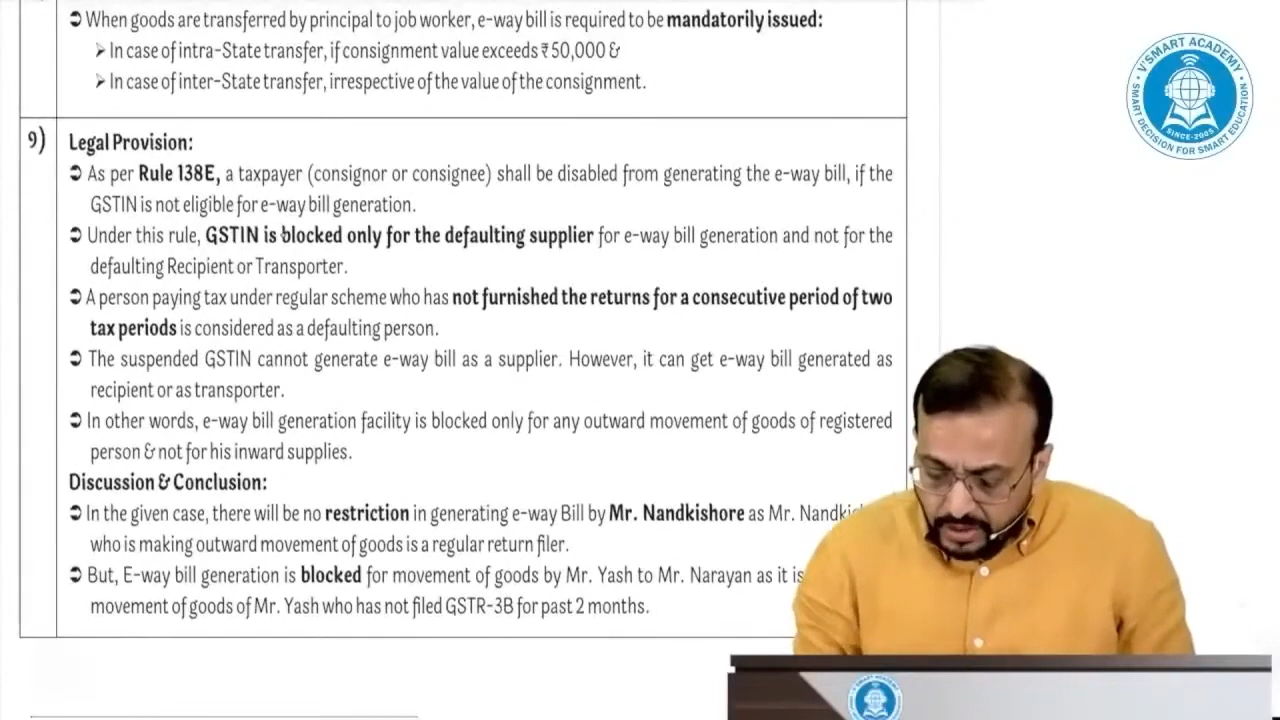 ➲ When goods are transferred by principal to job worker, e-way bill is required to be mandatorily issued:
➢ In case of intra-State transfer, if consignment value exceeds ₹ 50,000 &
➢ In case of inter-State transfer, irrespective of the value of the consignment.
9) Legal Provision:
➲ As per Rule 138E, a taxpayer (consignor or consignee) shall be disabled from generating the e-way bill, if the
GSTIN is not eligible for e-way bill generation.
➲ Under this rule, GSTIN is blocked only for the defaulting supplier for e-way bill generation and not for the
defaulting Recipient or Transporter.
➲ A person paying tax under regular scheme who has not furnished the returns for a consecutive period of two
tax periods is considered as a defaulting person.
➲ The suspended GSTIN cannot generate e-way bill as a supplier. However, it can get e-way bill generated as
recipient or as transporter.
➲ In other words, e-way bill generation facility is blocked only for any outward movement of goods of registered
person & not for his inward supplies.
Discussion & Conclusion:
➲ In the given case, there will be no restriction in generating e-way Bill by Mr. Nandkishore as Mr.
who is making outward movement of goods is a regular return filer.
➲ But, E-way bill generation is blocked for movement of goods by Mr. Yash to Mr. Narayan as it is
movement of goods of Mr. Yash who has not filed GSTR-3B for past 2 months.
V'SMART ACADEMY
SINCE-2005
SMART DECISION FOR SMART EDUCATION